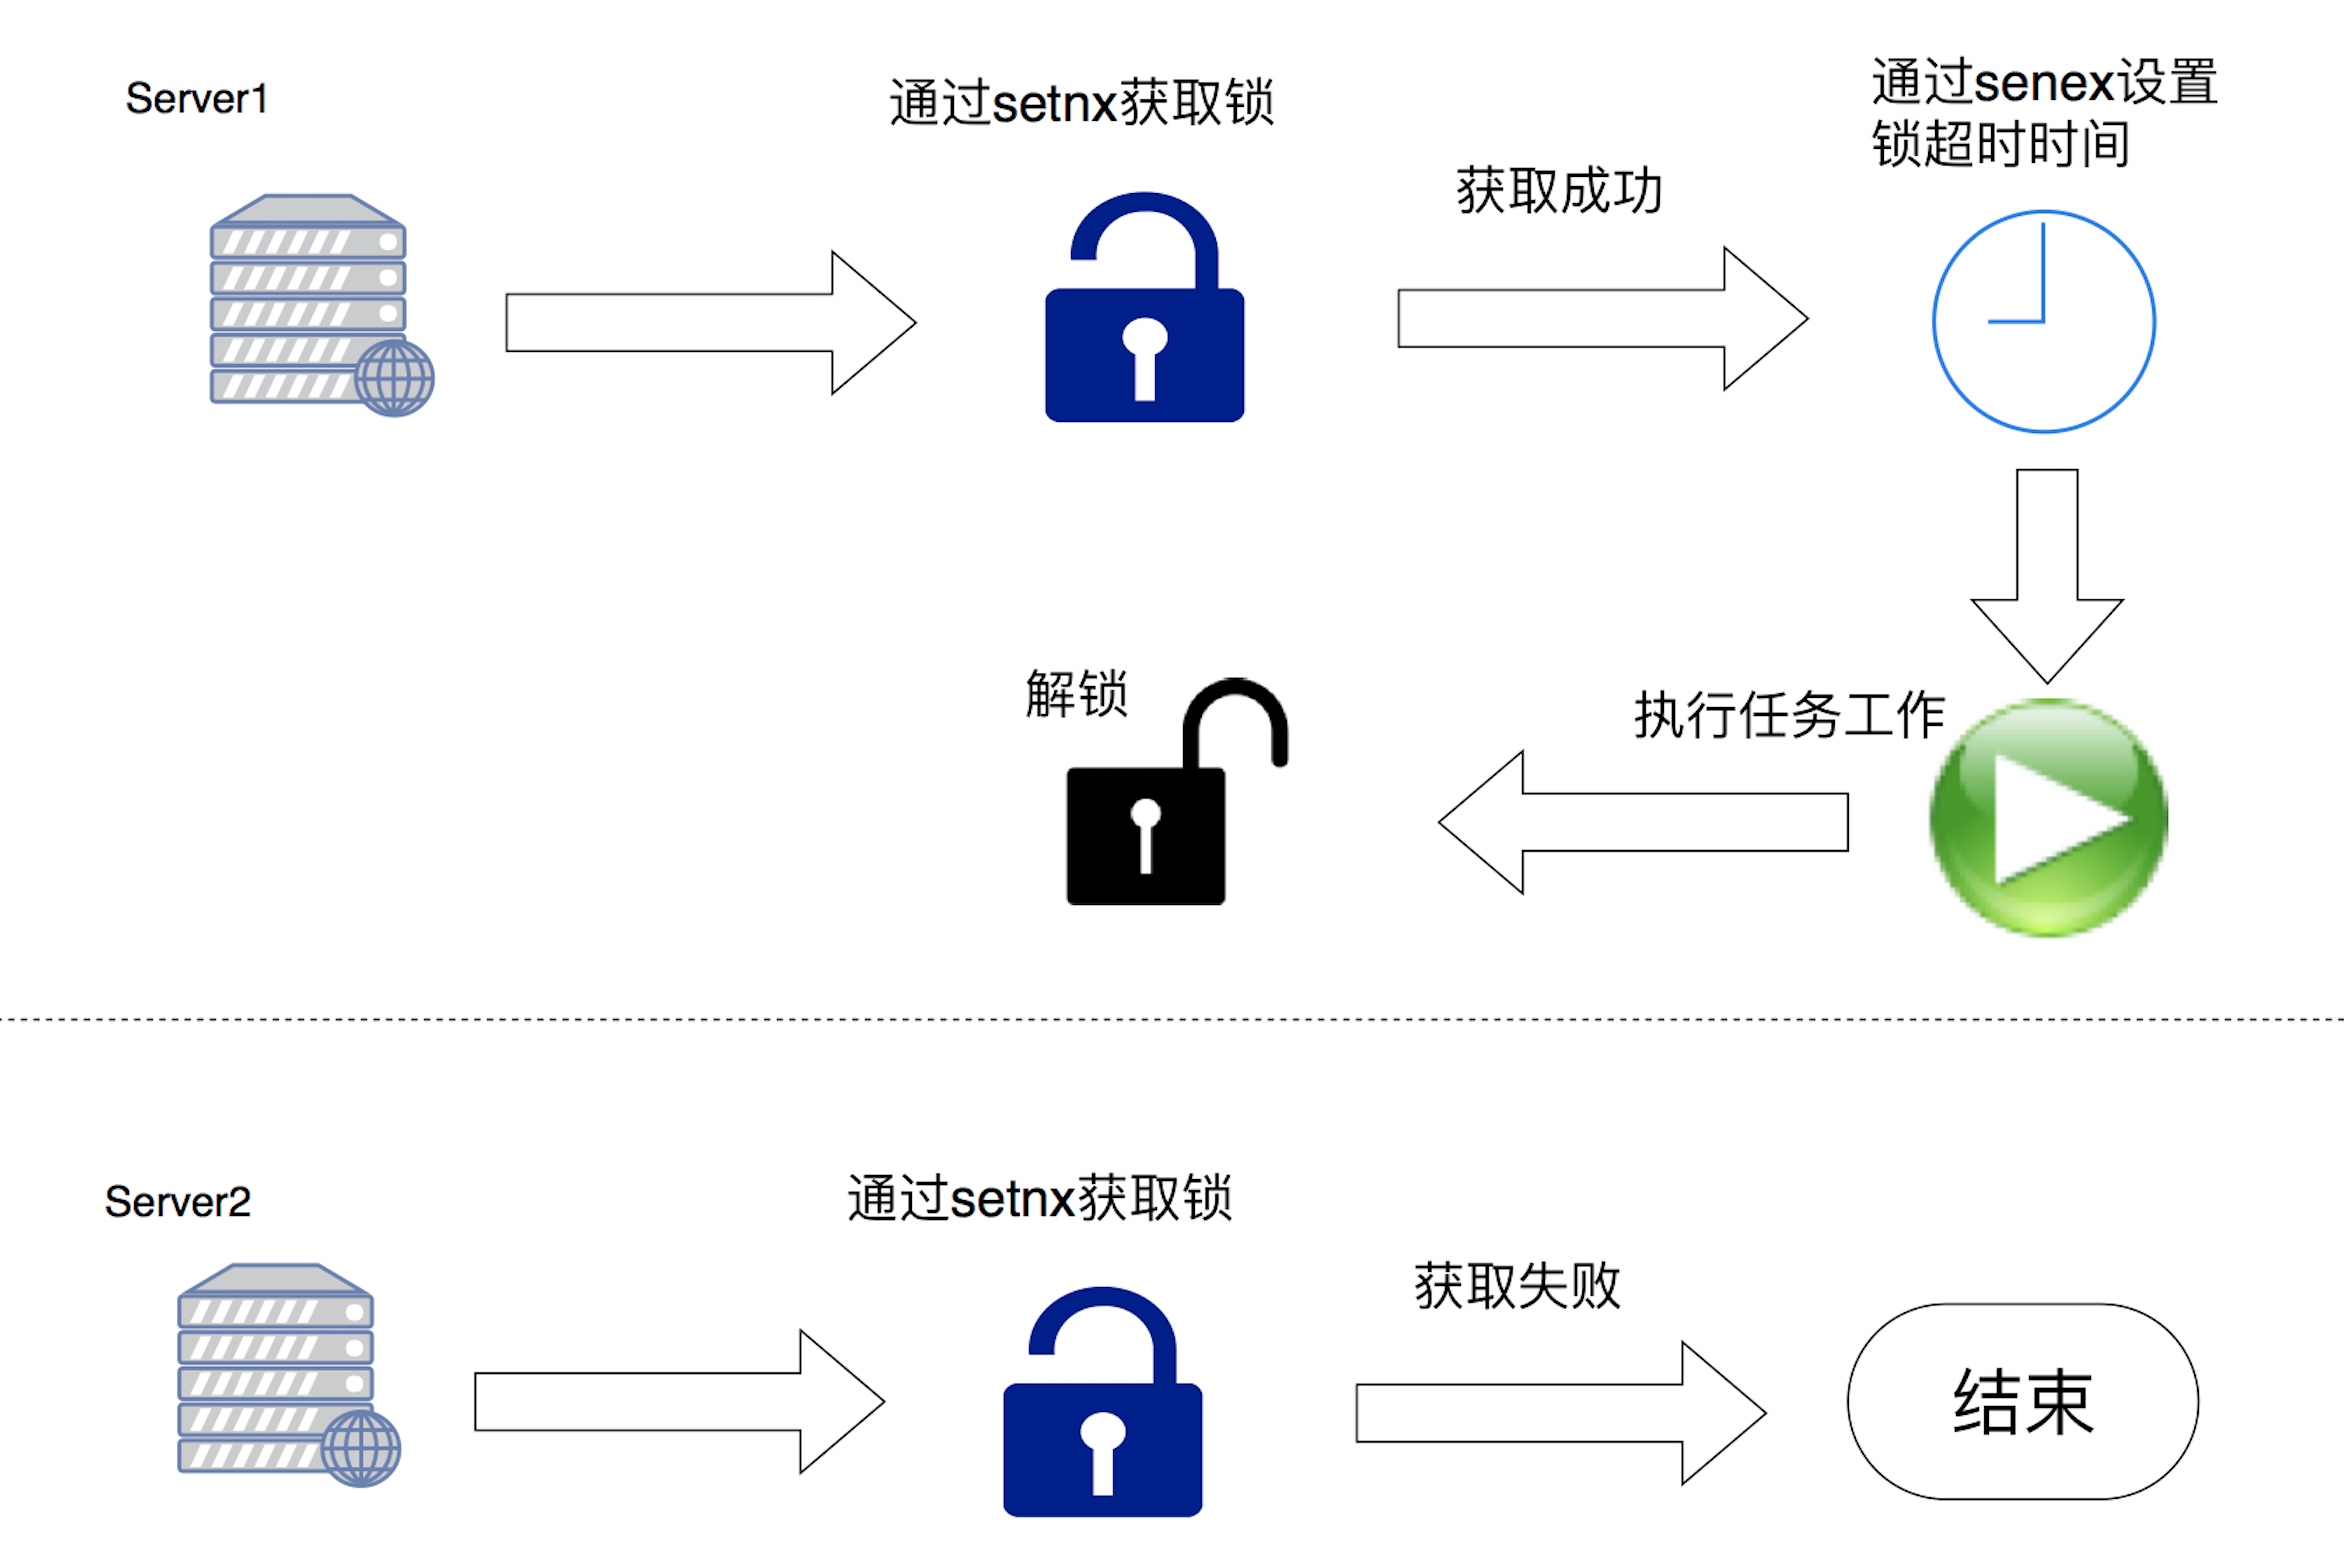 Server1
通过setnx获取锁
获取成功
通过senex设置
锁超时时间
执行任务工作
解锁
Server2
通过setnx获取锁
获取失败
结束